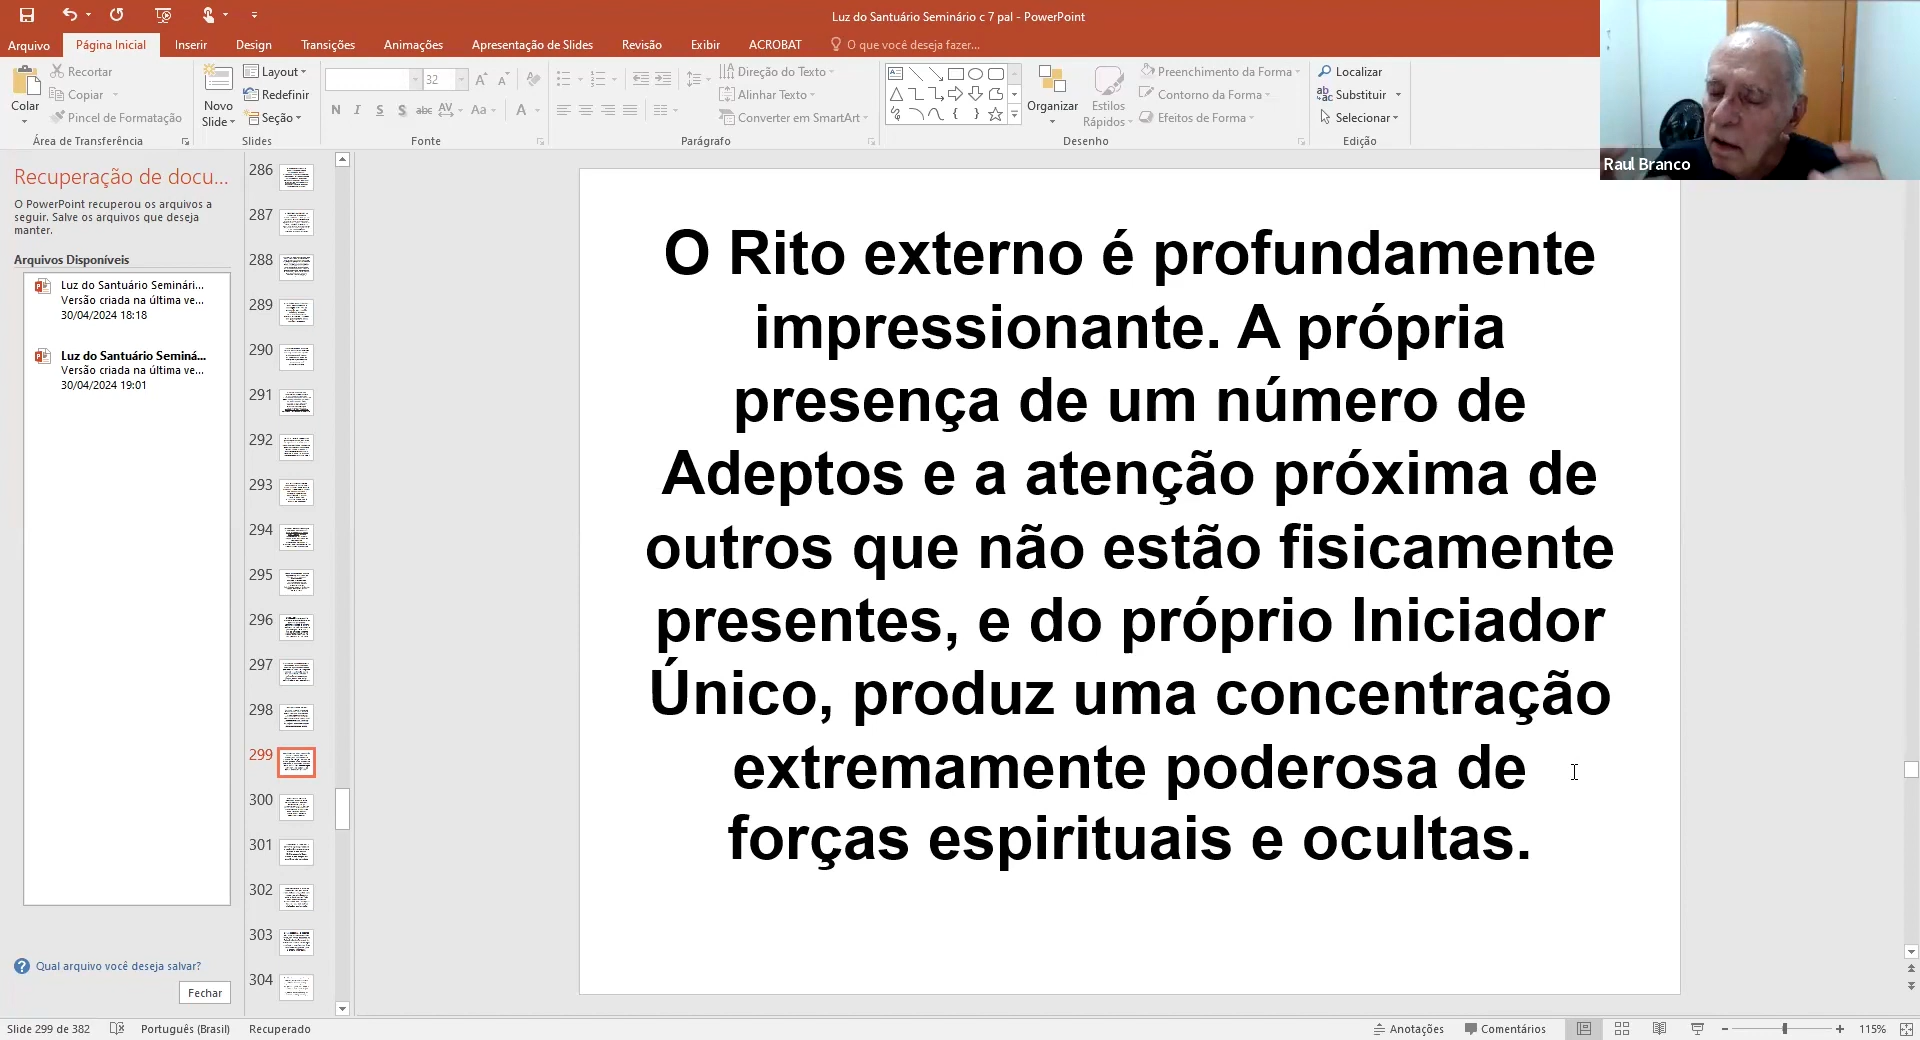 Luz do Santuário Seminário c 7 pal - PowerPoint
Arquivo
Página Inicial
Inserir
Design
Transições
Animações
Apresentação de Slides
Revisão
Exibir
ACROBAT
O que você deseja fazer...
Colar
Recortar
Copiar
Pincel de Formatação
Área de Transferência
Novo
Slide
Layout
Redefinir
Seção
Slides
32
N I S S abc AV Aa A
Fonte
Direção do Texto
Alinhar Texto
Converter em SmartArt
Parágrafo
Organizar
Estilos
Rápidos
Preenchimento da Forma
Contorno da Forma
Efeitos de Forma
Desenho
Localizar
Substituir
Selecionar
Edição
Raul Branco
Recuperação de docu...
O PowerPoint recuperou os arquivos a
seguir. Salve os arquivos que deseja
manter.
Arquivos Disponíveis
Luz do Santuário Seminári...
Versão criada na última ve...
30/04/2024 18:18
Luz do Santuário Seminá...
Versão criada na última ve...
30/04/2024 19:01
Qual arquivo você deseja salvar?
Fechar
286
287
288
289
290
291
292
293
294
295
296
297
298
299
300
301
302
303
304
O Rito externo é profundamente
impressionante. A própria
presença de um número de
Adeptos e a atenção próxima de
outros que não estão fisicamente
presentes, e do próprio Iniciador
Único, produz uma concentração
extremamente poderosa de
forças espirituais e ocultas.
Slide 299 de 382
Português (Brasil)
Recuperado
Anotações
Comentários
115%